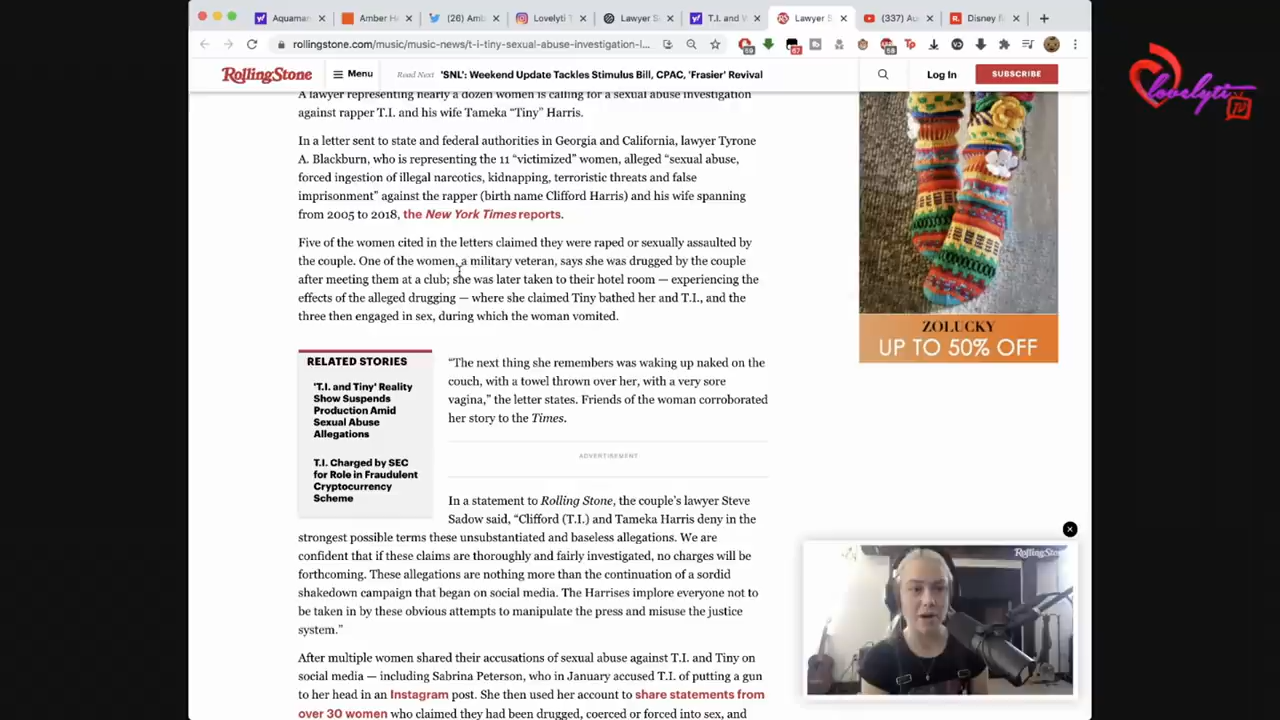 Aquaman
Amber H
(26) Amb
Lovelyti T
Lawyer S
T.I. and
Lawyer
(337) Au
Disney
rollingstone.com/music/music-news/t-i-tiny-sexual-abuse-investigation-l...
59
67
58
RollingStone
Menu
Read Next 'SNL': Weekend Update Tackles Stimulus Bill, CPAC, 'Frasier' Revival
Log In
SUBSCRIBE
lovelyti TV
A lawyer representing nearly a dozen women is calling for a sexual abuse investigation
against rapper T.I. and his wife Tameka “Tiny” Harris.
In a letter sent to state and federal authorities in Georgia and California, lawyer Tyrone
A. Blackburn, who is representing the 11 “victimized” women, alleged “sexual abuse,
forced ingestion of illegal narcotics, kidnapping, terroristic threats and false
imprisonment” against the rapper (birth name Clifford Harris) and his wife spanning
from 2005 to 2018, the New York Times reports.
Five of the women cited in the letters claimed they were raped or sexually assaulted by
the couple. One of the women, a military veteran, says she was drugged by the couple
after meeting them at a club; she was later taken to their hotel room — experiencing the
effects of the alleged drugging — where she claimed Tiny bathed her and T.I., and the
three then engaged in sex, during which the woman vomited.
RELATED STORIES
'T.I. and Tiny' Reality
Show Suspends
Production Amid
Sexual Abuse
Allegations
T.I. Charged by SEC
for Role in Fraudulent
Cryptocurrency
Scheme
“The next thing she remembers was waking up naked on the
couch, with a towel thrown over her, with a very sore
vagina,” the letter states. Friends of the woman corroborated
her story to the Times.
ADVERTISEMENT
In a statement to Rolling Stone, the couple’s lawyer Steve
Sadow said, “Clifford (T.I.) and Tameka Harris deny in the
strongest possible terms these unsubstantiated and baseless allegations. We are
confident that if these claims are thoroughly and fairly investigated, no charges will be
forthcoming. These allegations are nothing more than the continuation of a sordid
shakedown campaign that began on social media. The Harrises implore everyone not to
be taken in by these obvious attempts to manipulate the press and misuse the justice
system.”
After multiple women shared their accusations of sexual abuse against T.I. and Tiny on
social media — including Sabrina Peterson, who in January accused T.I. of putting a gun
to her head in an Instagram post. She then used her account to share statements from
over 30 women who claimed they had been drugged, coerced or forced into sex, and
ZOLUCKY
UP TO 50% OFF
RollingStone